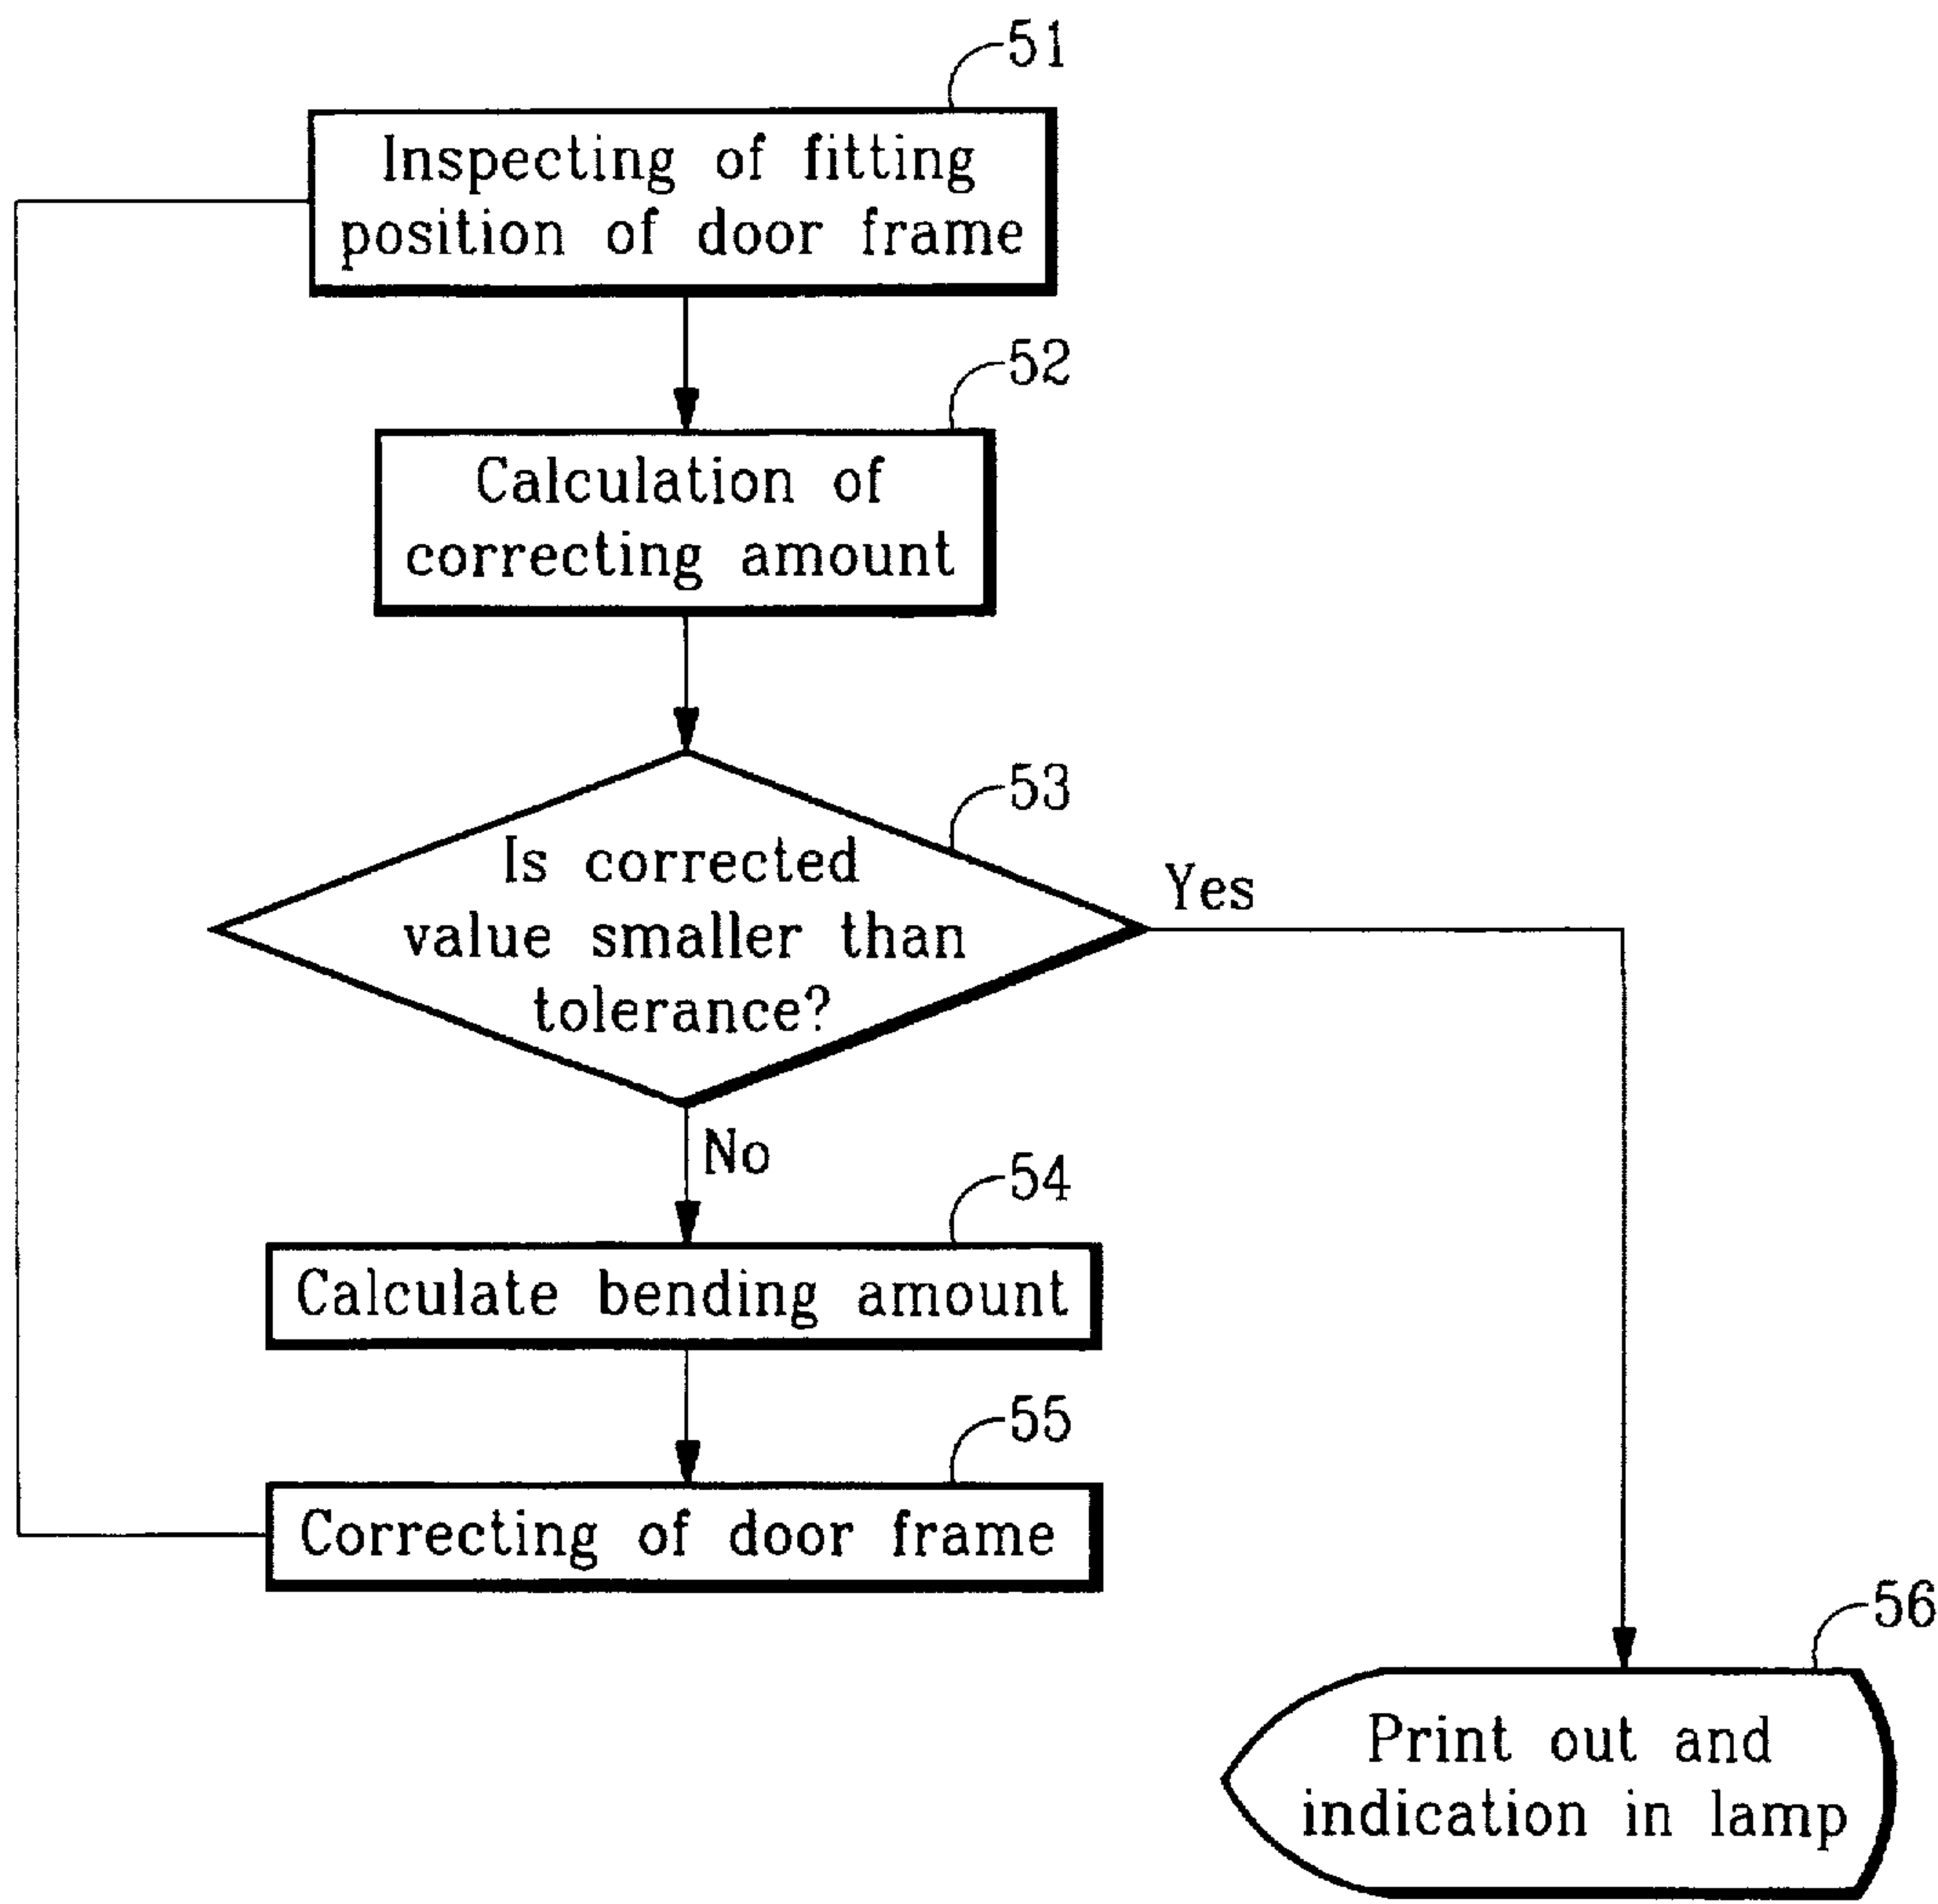 51
Inspecting of fitting
position of door frame
52
Calculation of
correcting amount
53
Is corrected
value smaller than
tolerance?
Yes
No
54
Calculate bending amount
55
Correcting of door frame
56
Print out and
indication in lamp